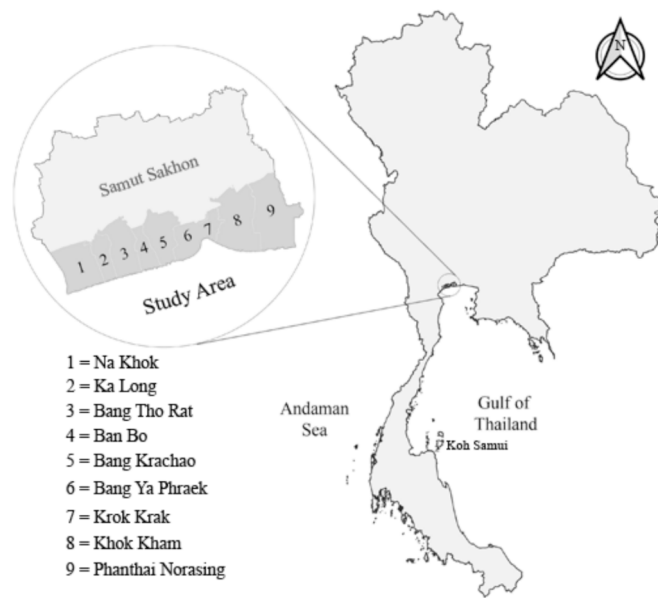 N
Samut Sakhon
1
2
3
4
5
6
7
8
9
Study Area
1 = Na Khok
2 = Ka Long
3 = Bang Tho Rat
4 = Ban Bo
5 = Bang Krachao
6 = Bang Ya Phraek
7 = Krok Krak
8 = Khok Kham
9 = Phanthai Norasing
Andaman
Sea
Gulf of
Thailand
Koh Samui